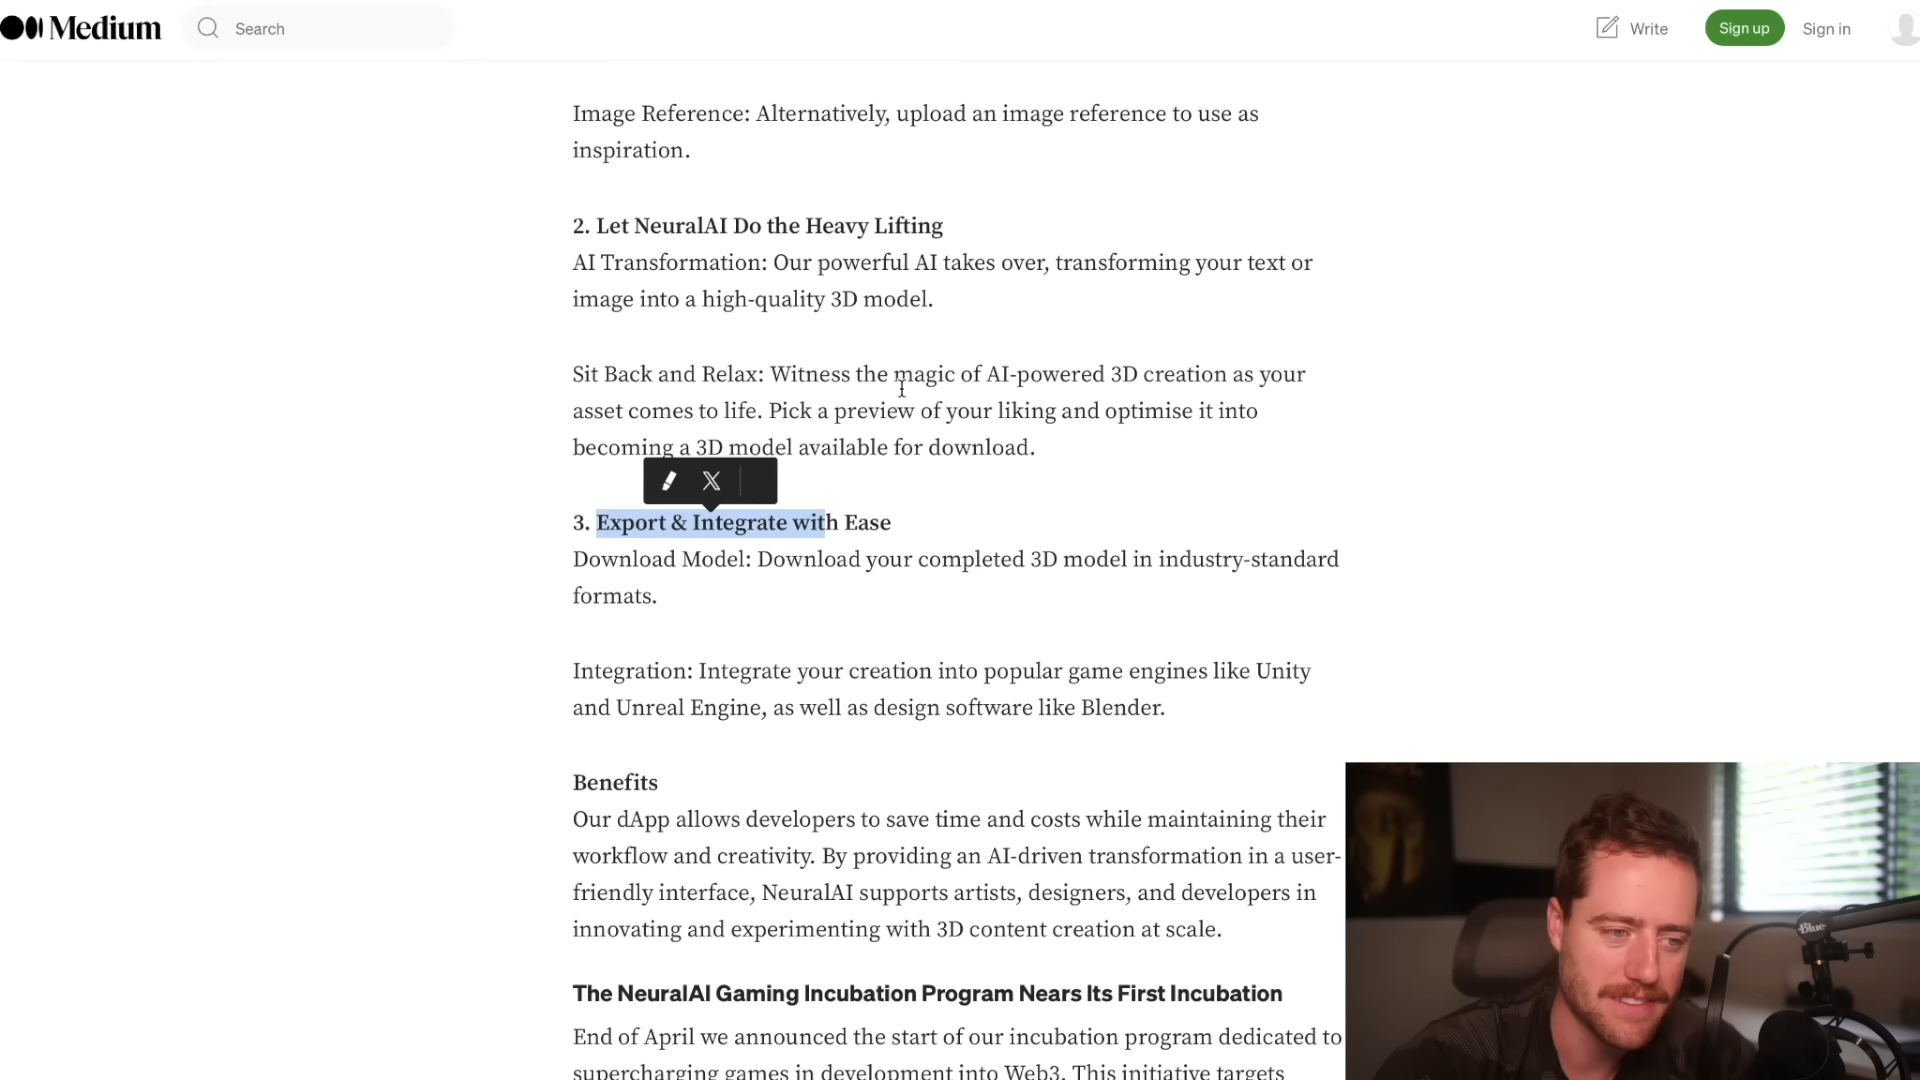 Medium
Search
Write
Sign up
Sign in
Image Reference: Alternatively, upload an image reference to use as
inspiration.
2. Let NeuralAI Do the Heavy Lifting
AI Transformation: Our powerful AI takes over, transforming your text or
image into a high-quality 3D model.
Sit Back and Relax: Witness the magic of AI-powered 3D creation as your
asset comes to life. Pick a preview of your liking and optimise it into
becoming a 3D model available for download.
3. Export & Integrate with Ease
Download Model: Download your completed 3D model in industry-standard
formats.
Integration: Integrate your creation into popular game engines like Unity
and Unreal Engine, as well as design software like Blender.
Benefits
Our dApp allows developers to save time and costs while maintaining their
workflow and creativity. By providing an AI-driven transformation in a user-
friendly interface, NeuralAI supports artists, designers, and developers in
innovating and experimenting with 3D content creation at scale.
The NeuralAI Gaming Incubation Program Nears Its First Incubation
End of April we announced the start of our incubation program dedicated to
supercharging games in development into Web3. This initiative targets
Blue